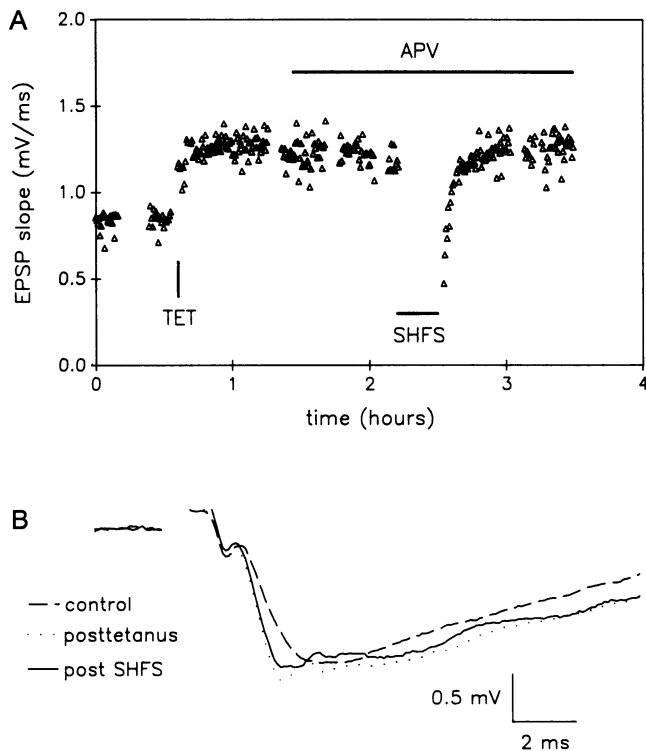 A
2.0
APV
1.5
1.0
0.5
0.0
EPSP slope (mV/ms)
TET
SHFS
0
1
2
3
4
time (hours)
B
control
posttetanus
post SHFS
0.5 mV
2 ms